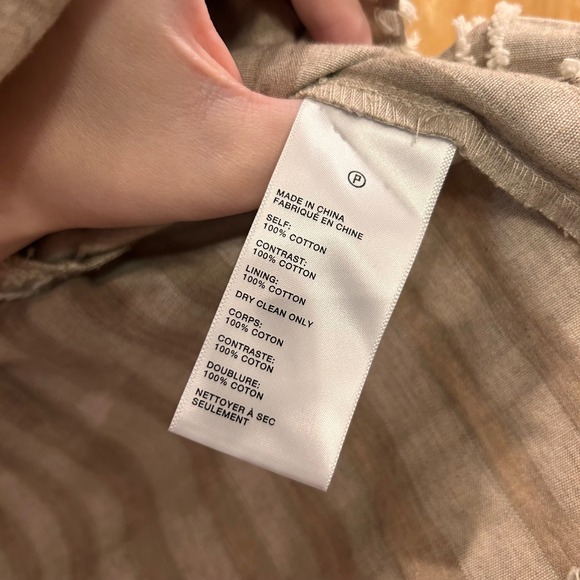 P
MADE IN CHINA
FABRIQUÉ EN CHINE
SELF:
100% COTTON
CONTRAST:
100% COTTON
LINING:
100% COTTON
DRY CLEAN ONLY
CORPS:
100% COTON
CONTRASTE:
100% COTON
DOUBLURE:
100% COTON
NETTOYER À SEC
SEULEMENT